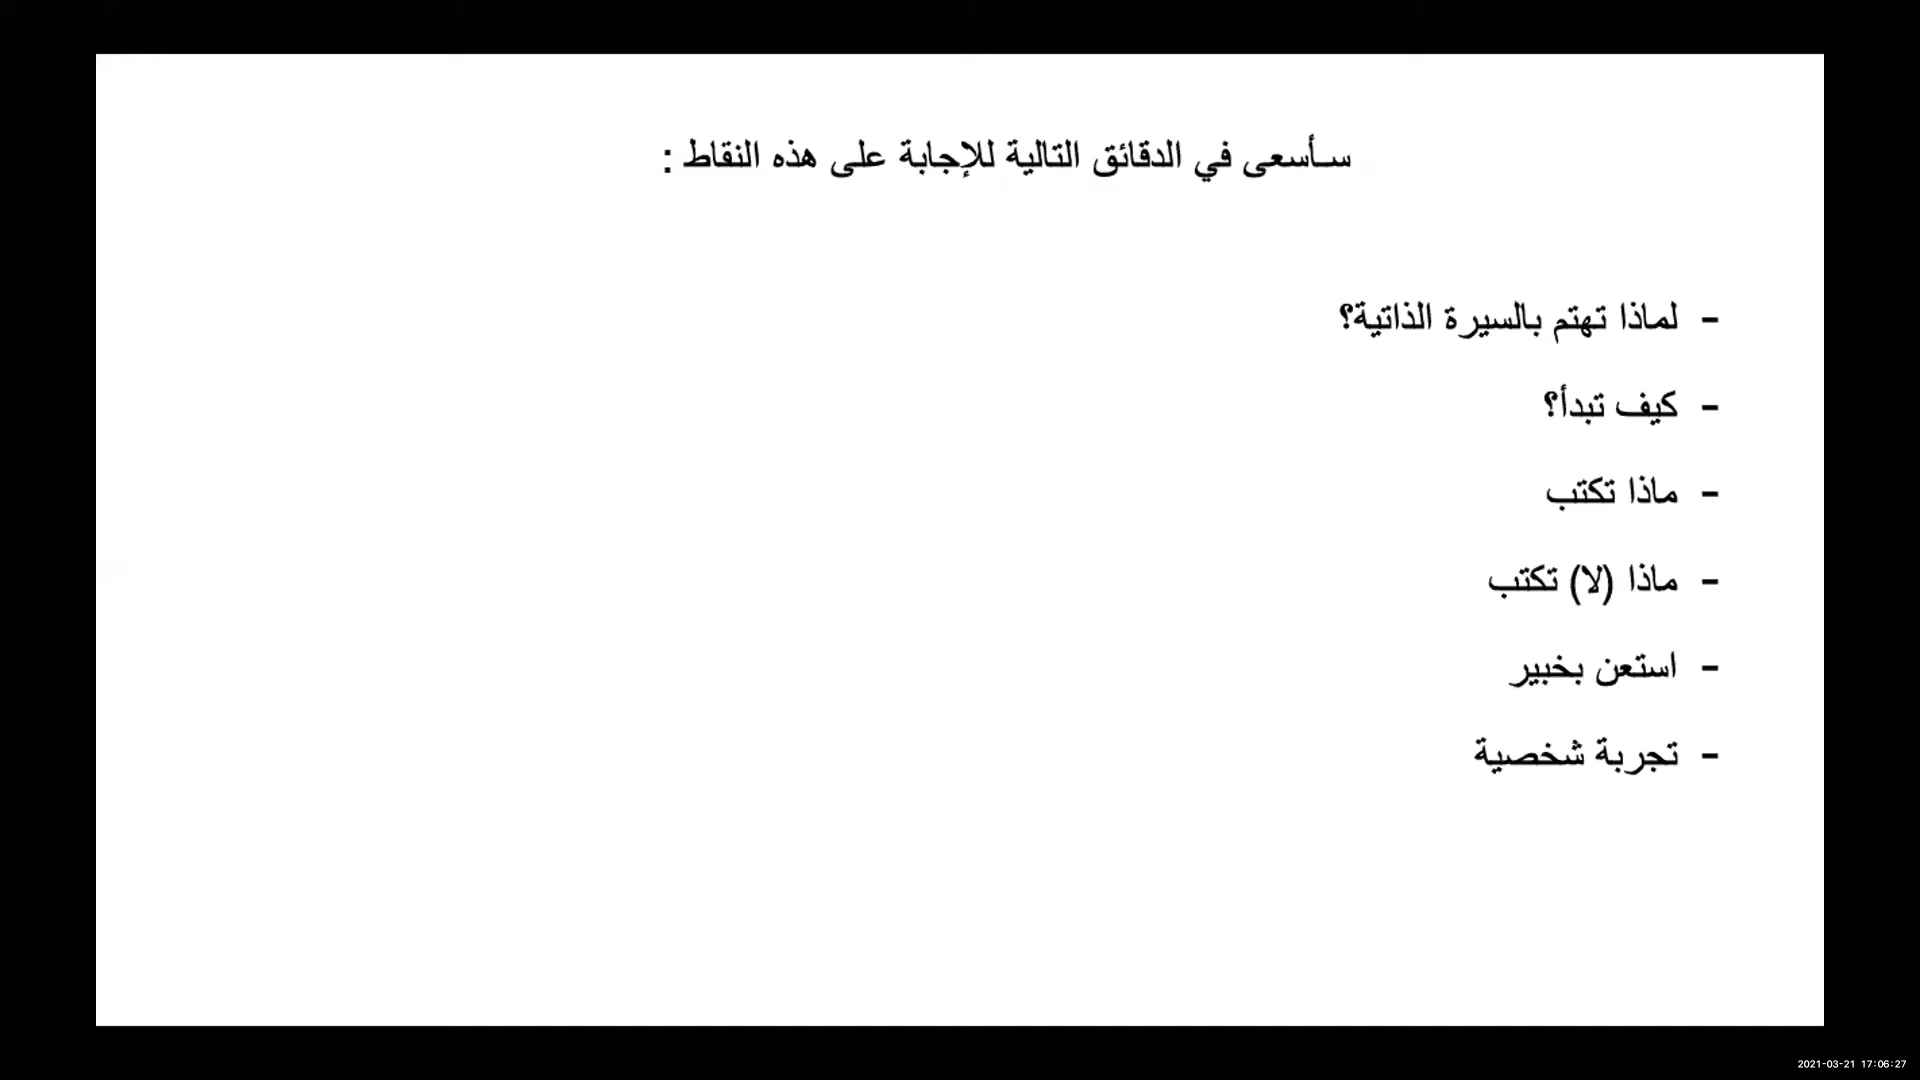 سـأسعى في الدقائق التالية للإجابة على هذه النقاط :
- لماذا تهتم بالسيرة الذاتية؟
- كيف تبدأ؟
- ماذا تكتب
- ماذا (لا) تكتب
- استعن بخبير
- تجربة شخصية
2021-03-21 17:06:27